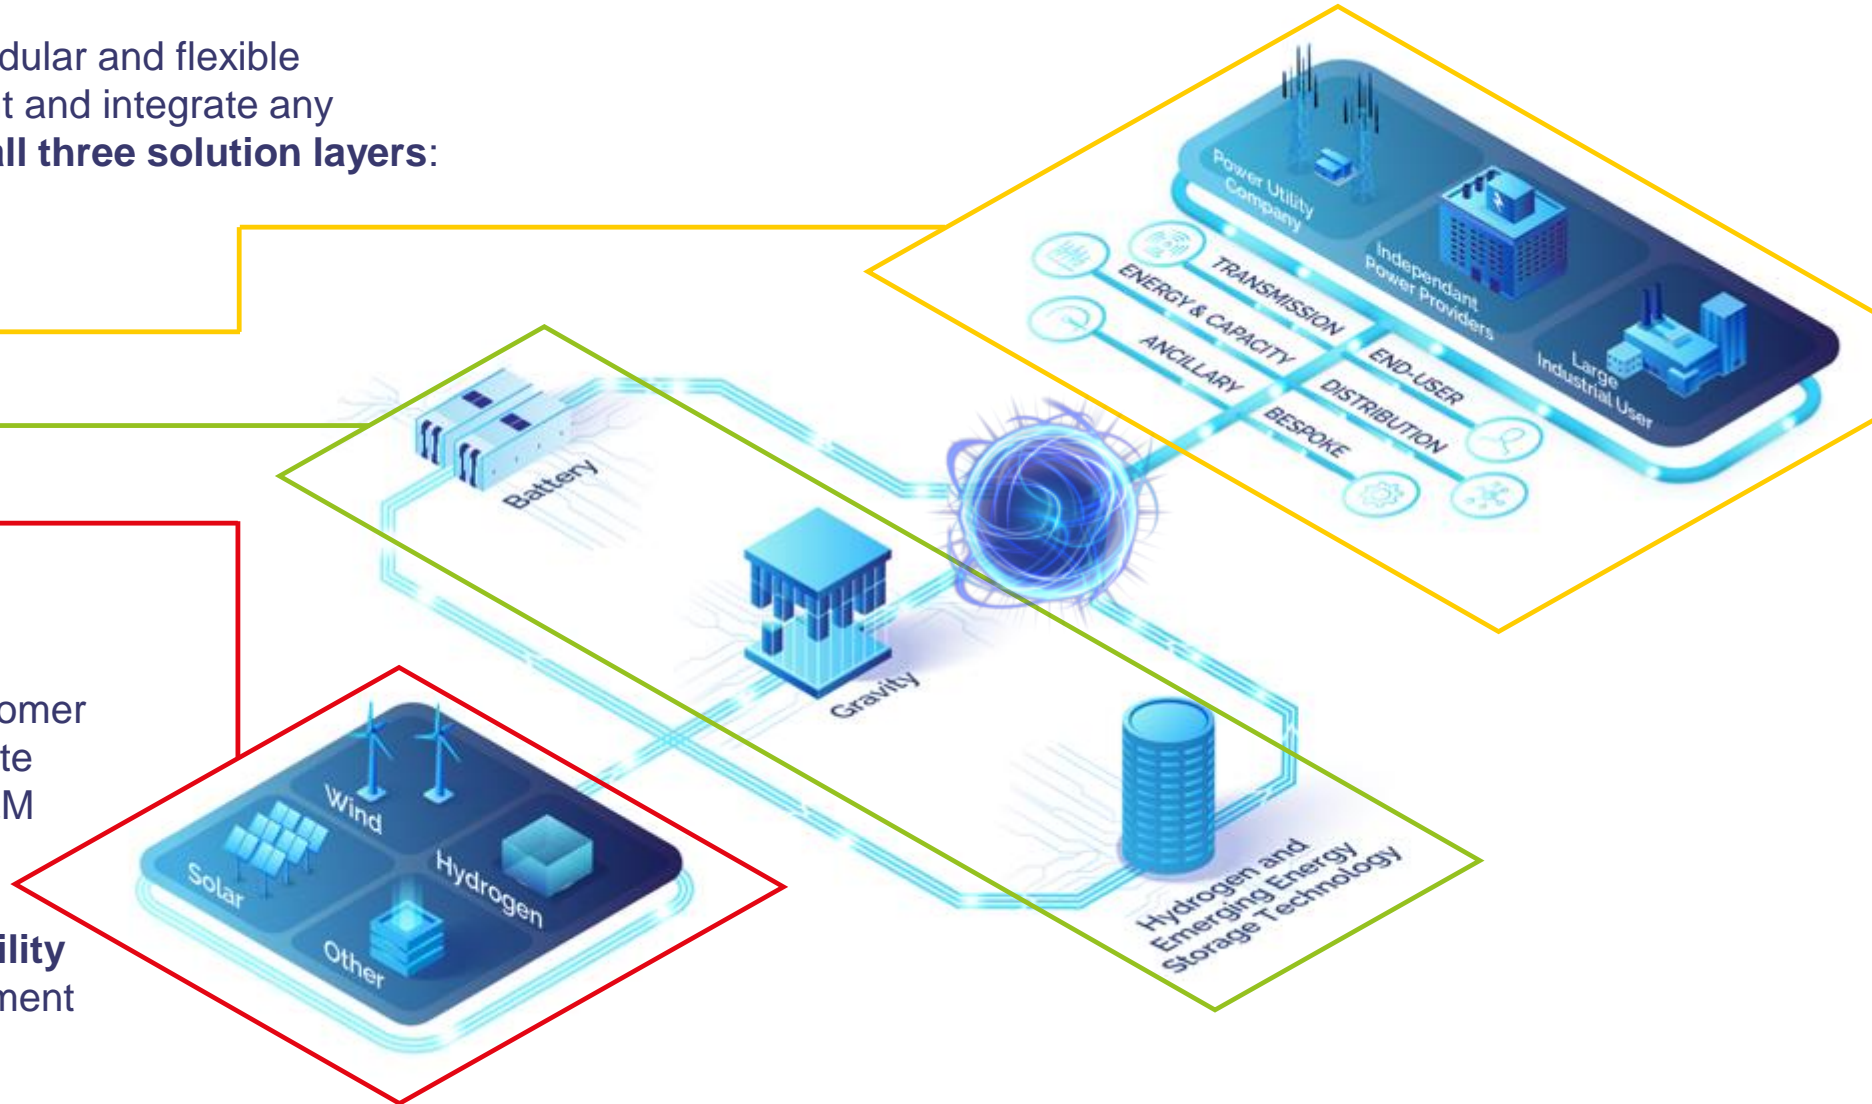 dular and flexible
t and integrate any
all three solution layers:
Power Utility
Company
Independant
Power Providers
Large
Industrial User
TRANSMISSION
ENERGY & CAPACITY
ANCILLARY
END-USER
DISTRIBUTION
BESPOKE
Battery
Gravity
Hydrogen and
Emerging Energy
Storage Technology
omer
te
M
ility
ment
Wind
Solar
Hydrogen
Other